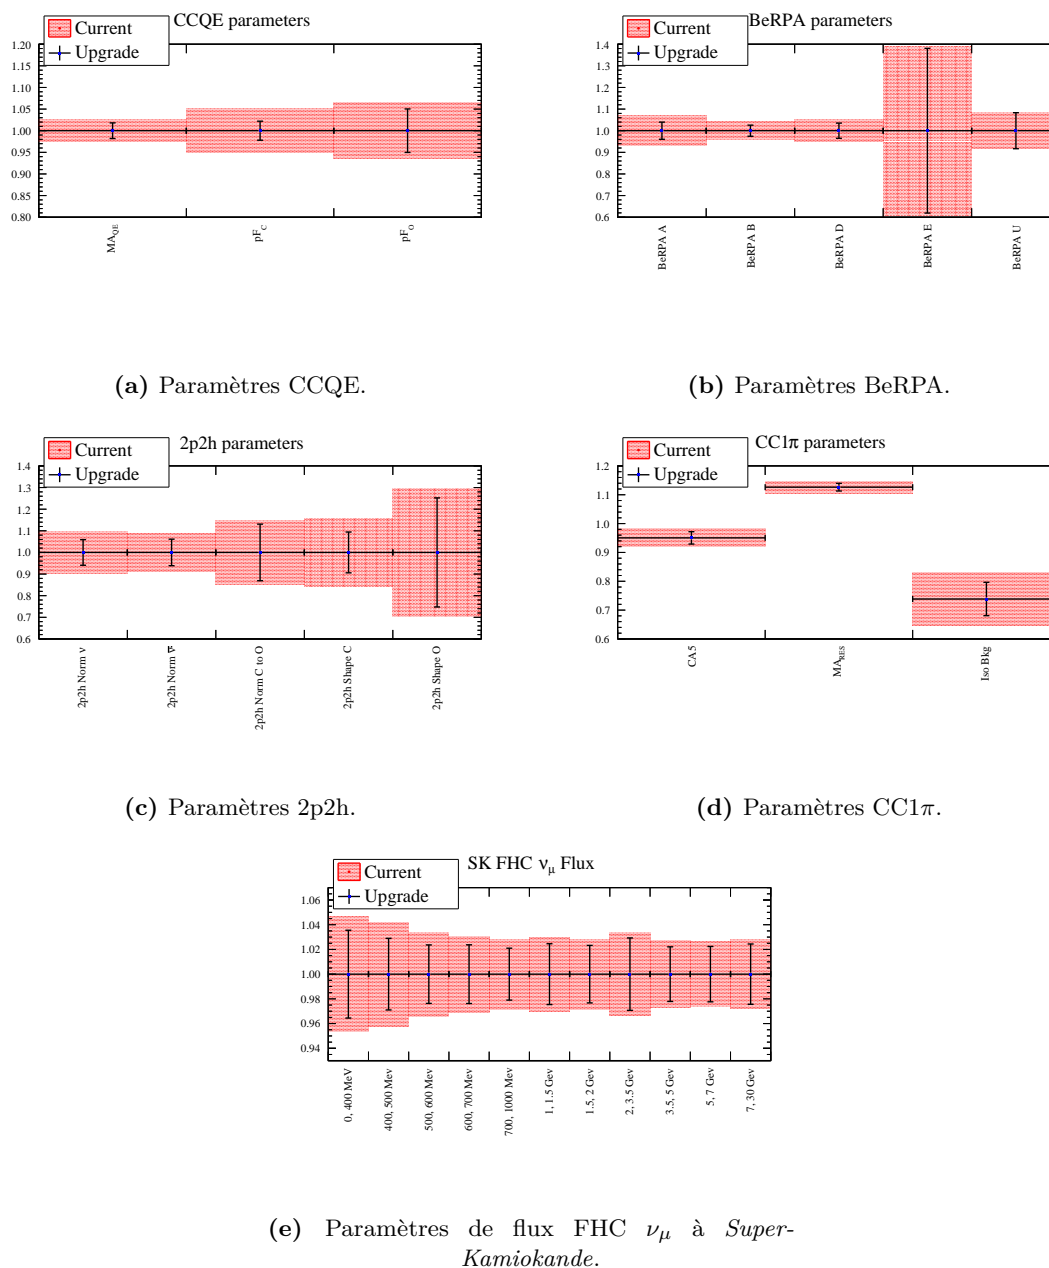 CCQE parameters
Current
Upgrade
1.20
1.15
1.10
1.05
1.00
0.95
0.90
0.85
0.80
MA_QE
pF_C
pF_O
(a) Paramètres CCQE.
BeRPA parameters
Current
Upgrade
1.4
1.3
1.2
1.1
1.0
0.9
0.8
0.7
0.6
BeRPA A
BeRPA B
BeRPA D
BeRPA E
BeRPA U
(b) Paramètres BeRPA.
2p2h parameters
Current
Upgrade
1.4
1.3
1.2
1.1
1.0
0.9
0.8
0.7
0.6
2p2h Norm ν
2p2h Norm ν̄
2p2h Norm C to O
2p2h Shape C
2p2h Shape O
(c) Paramètres 2p2h.
CC1π parameters
Current
Upgrade
1.2
1.1
1.0
0.9
0.8
0.7
0.6
CA5
MA_RES
Iso Bkg
(d) Paramètres CC1π.
SK FHC ν_μ Flux
Current
Upgrade
1.06
1.04
1.02
1.00
0.98
0.96
0.94
0, 400 MeV
400, 500 Mev
500, 600 Mev
600, 700 Mev
700, 1000 Mev
1, 1.5 Gev
1.5, 2 Gev
2, 3.5 Gev
3.5, 5 Gev
5, 7 Gev
7, 30 Gev
(e) Paramètres de flux FHC ν_μ à Super-
Kamiokande.